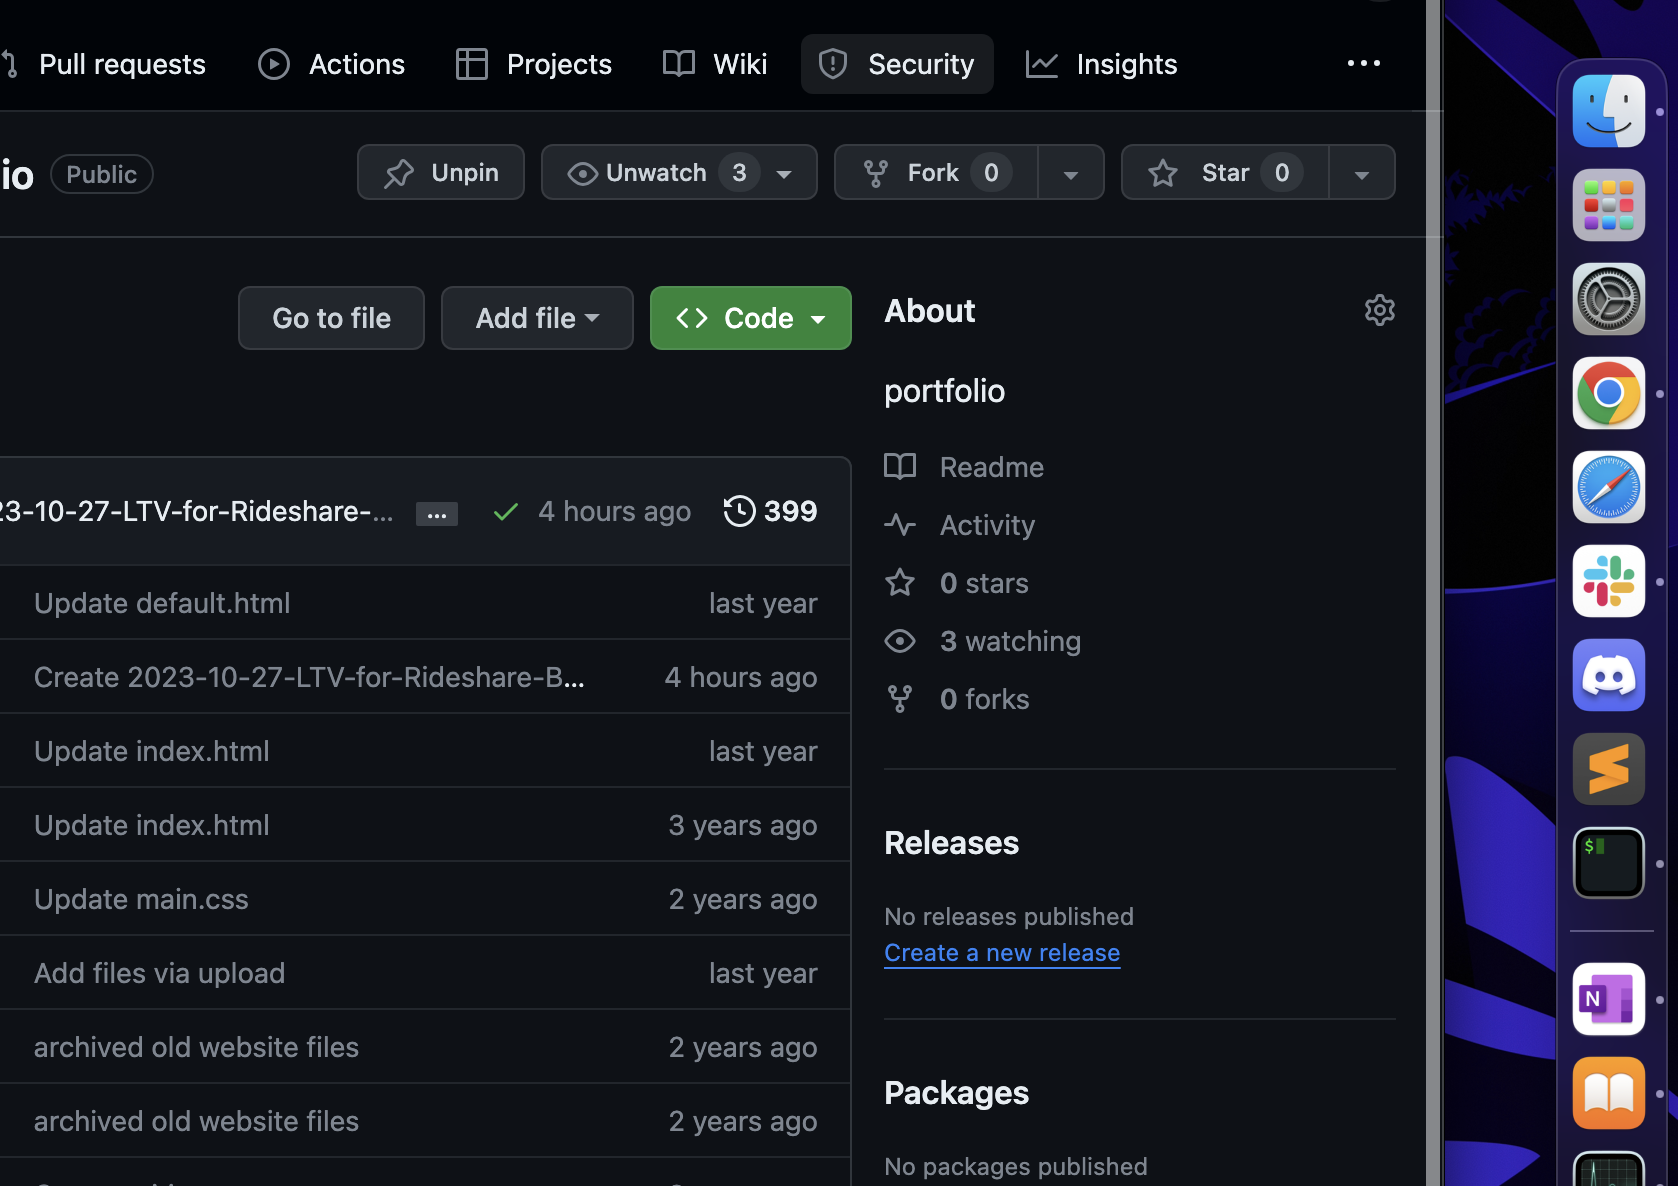 Pull requests Actions Projects Wiki Security Insights
io Public Unpin Unwatch 3 Fork 0 Star 0
Go to file Add file <> Code About
portfolio
Readme
23-10-27-LTV-for-Rideshare-... ... 4 hours ago 399
Activity
Update default.html last year
0 stars
3 watching
Create 2023-10-27-LTV-for-Rideshare-B... 4 hours ago
0 forks
Update index.html last year
Update index.html 3 years ago
Releases
Update main.css 2 years ago
No releases published
Create a new release
Add files via upload last year
archived old website files 2 years ago
Packages
archived old website files 2 years ago
No packages published
$
N